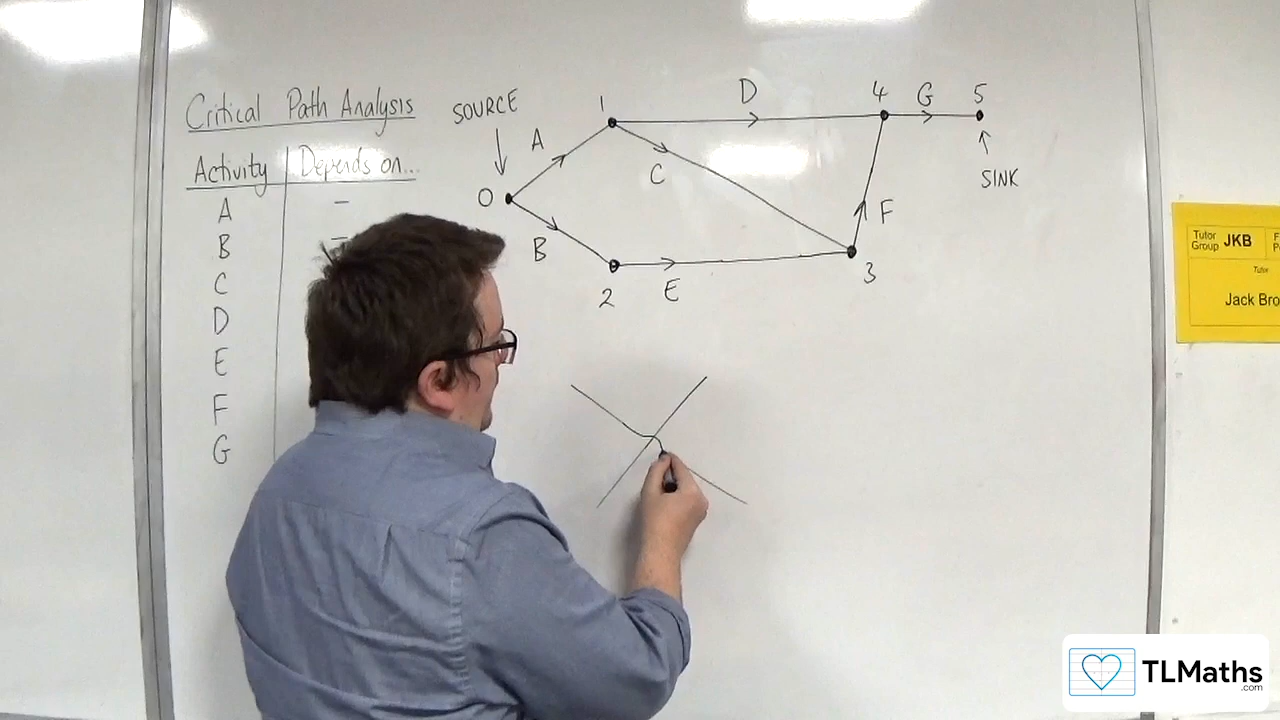 Critical Path Analysis
Activity Depends on...
A –
B –
C
D
E
F
G
SOURCE
0
A
B
1
2
D
C
E
3
F
4
G
5
SINK
Tutor Group JKB
Tutor
Jack Bro
TLMaths
.com